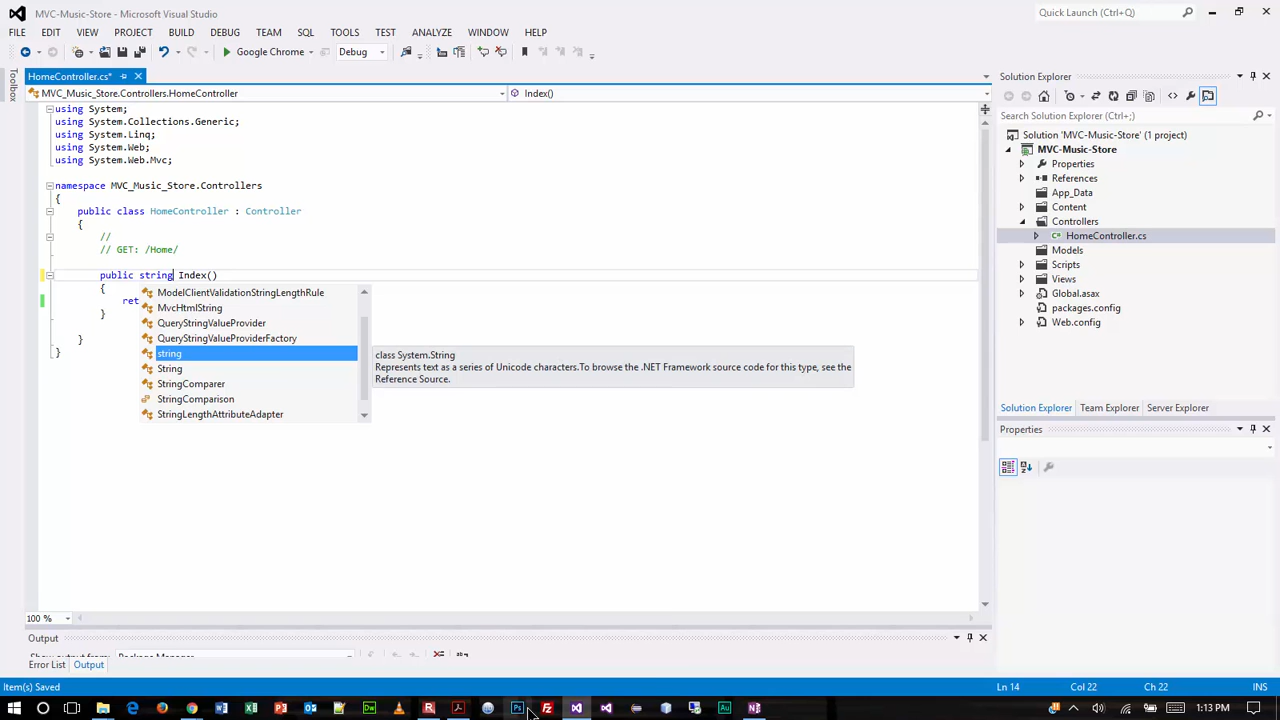 MVC-Music-Store - Microsoft Visual Studio
Quick Launch (Ctrl+Q)
FILE EDIT VIEW PROJECT BUILD DEBUG TEAM SQL TOOLS TEST ANALYZE WINDOW HELP
Google Chrome Debug
Toolbox
HomeController.cs*
MVC_Music_Store.Controllers.HomeController
Index()
using System;
using System.Collections.Generic;
using System.Linq;
using System.Web;
using System.Web.Mvc;
namespace MVC_Music_Store.Controllers
{
public class HomeController : Controller
{
//
// GET: /Home/
public string Index()
{
ret
}
}
}
ModelClientValidationStringLengthRule
MvcHtmlString
QueryStringValueProvider
QueryStringValueProviderFactory
string
String
StringComparer
StringComparison
StringLengthAttributeAdapter
class System.String
Represents text as a series of Unicode characters.To browse the .NET Framework source code for this type, see the
Reference Source.
100 %
Output
Show output from: Package Manager
Error List Output
Solution Explorer
Search Solution Explorer (Ctrl+;)
Solution 'MVC-Music-Store' (1 project)
MVC-Music-Store
Properties
References
App_Data
Content
Controllers
HomeController.cs
Models
Scripts
Views
Global.asax
packages.config
Web.config
Solution Explorer Team Explorer Server Explorer
Properties
Item(s) Saved
Ln 14 Col 22 Ch 22 INS
1:13 PM